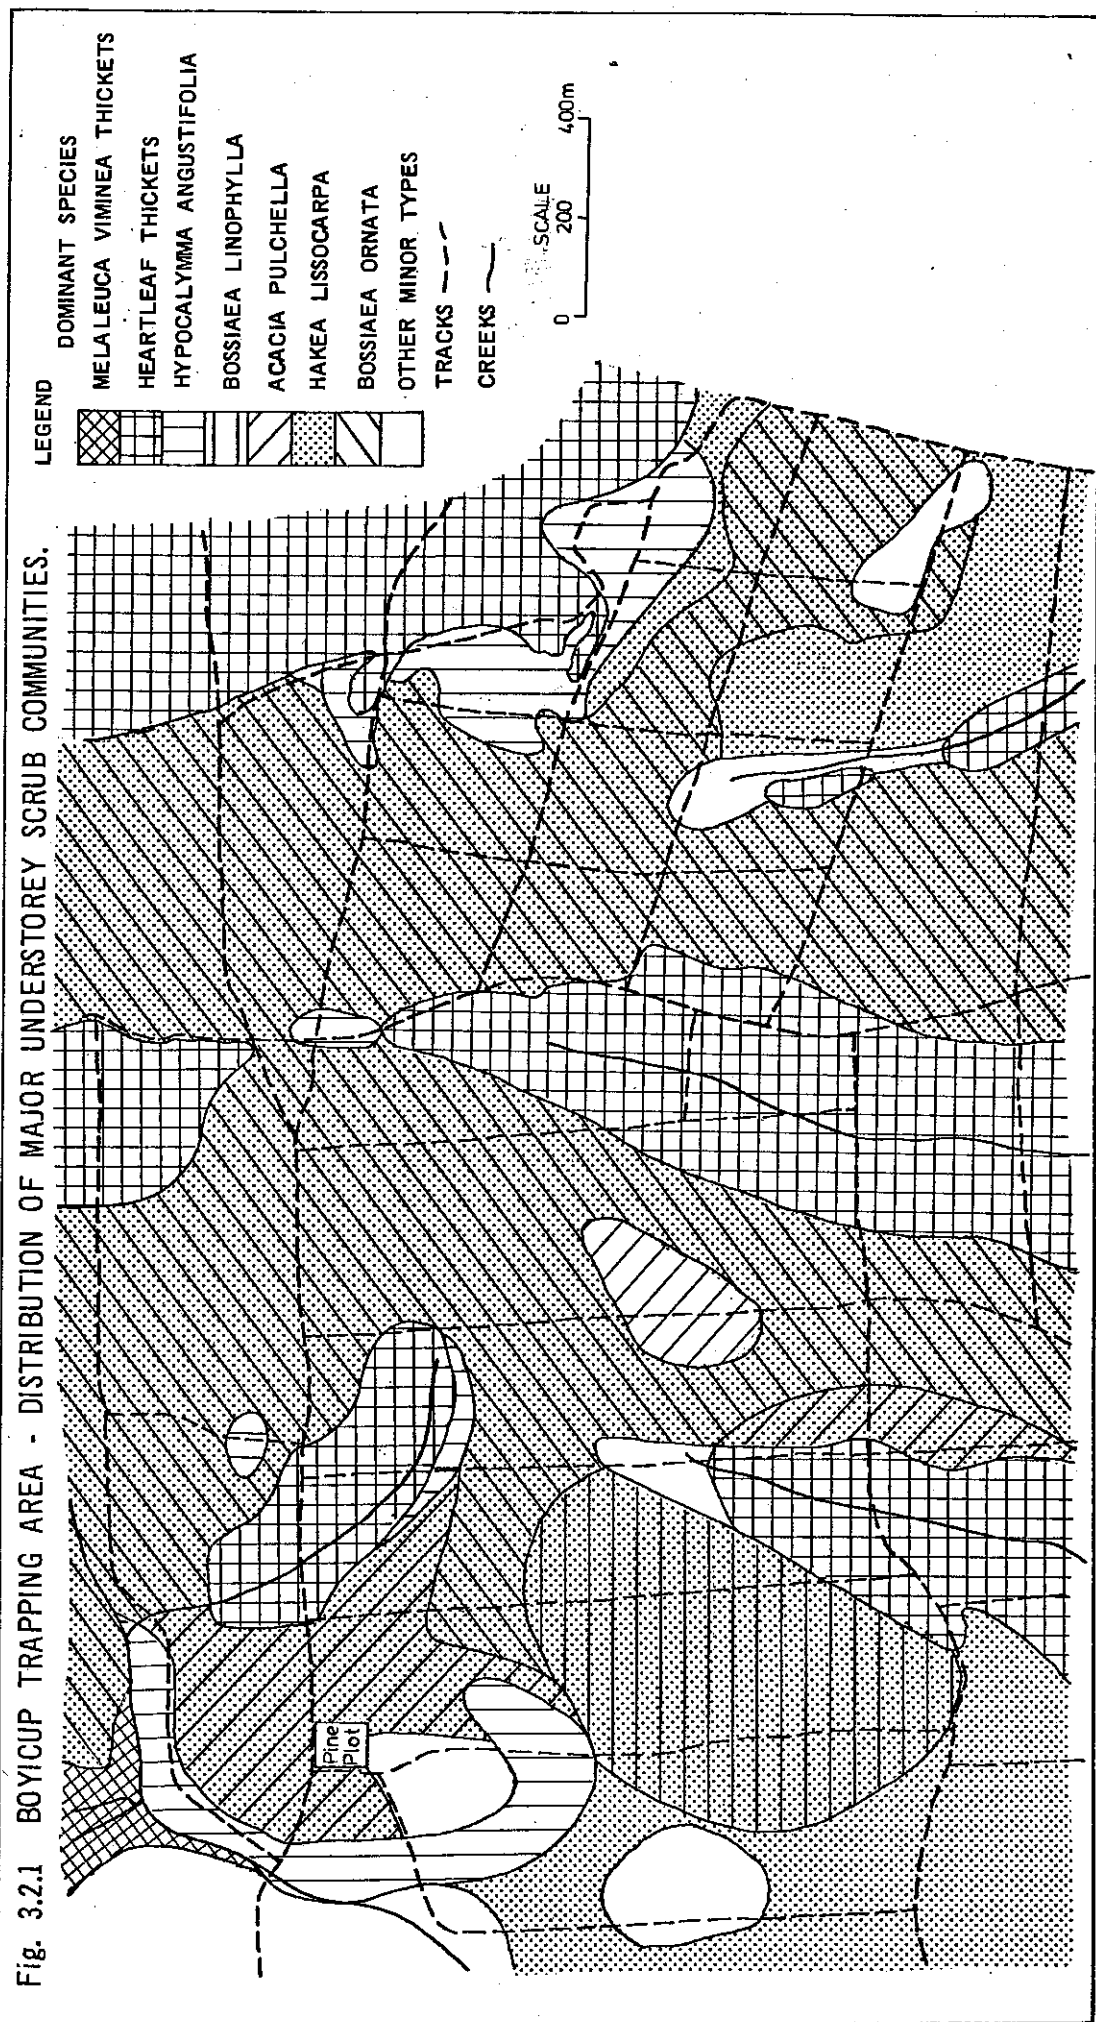 Fig. 3.2.1 BOYICUP TRAPPING AREA - DISTRIBUTION OF MAJOR UNDERSTOREY SCRUB COMMUNITIES.
LEGEND
DOMINANT SPECIES
MELALEUCA VIMINEA THICKETS
HEARTLEAF THICKETS
HYPOCALYMMA ANGUSTIFOLIA
BOSSIAEA LINOPHYLLA
ACACIA PULCHELLA
HAKEA LISSOCARPA
BOSSIAEA ORNATA
OTHER MINOR TYPES
TRACKS
CREEKS
SCALE
0 200 400m
Pine
Plot